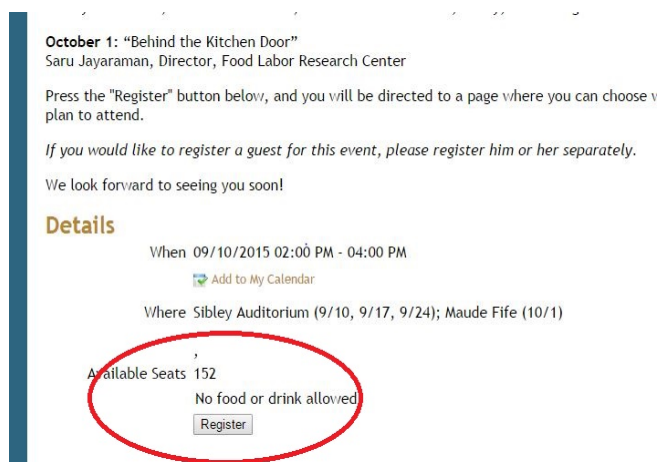 October 1: “Behind the Kitchen Door”
Saru Jayaraman, Director, Food Labor Research Center
Press the "Register" button below, and you will be directed to a page where you can choose
plan to attend.
If you would like to register a guest for this event, please register him or her separately.
We look forward to seeing you soon!
Details
When 09/10/2015 02:00 PM - 04:00 PM
Add to My Calendar
Where Sibley Auditorium (9/10, 9/17, 9/24); Maude Fife (10/1)
,
Available Seats 152
No food or drink allowed
Register